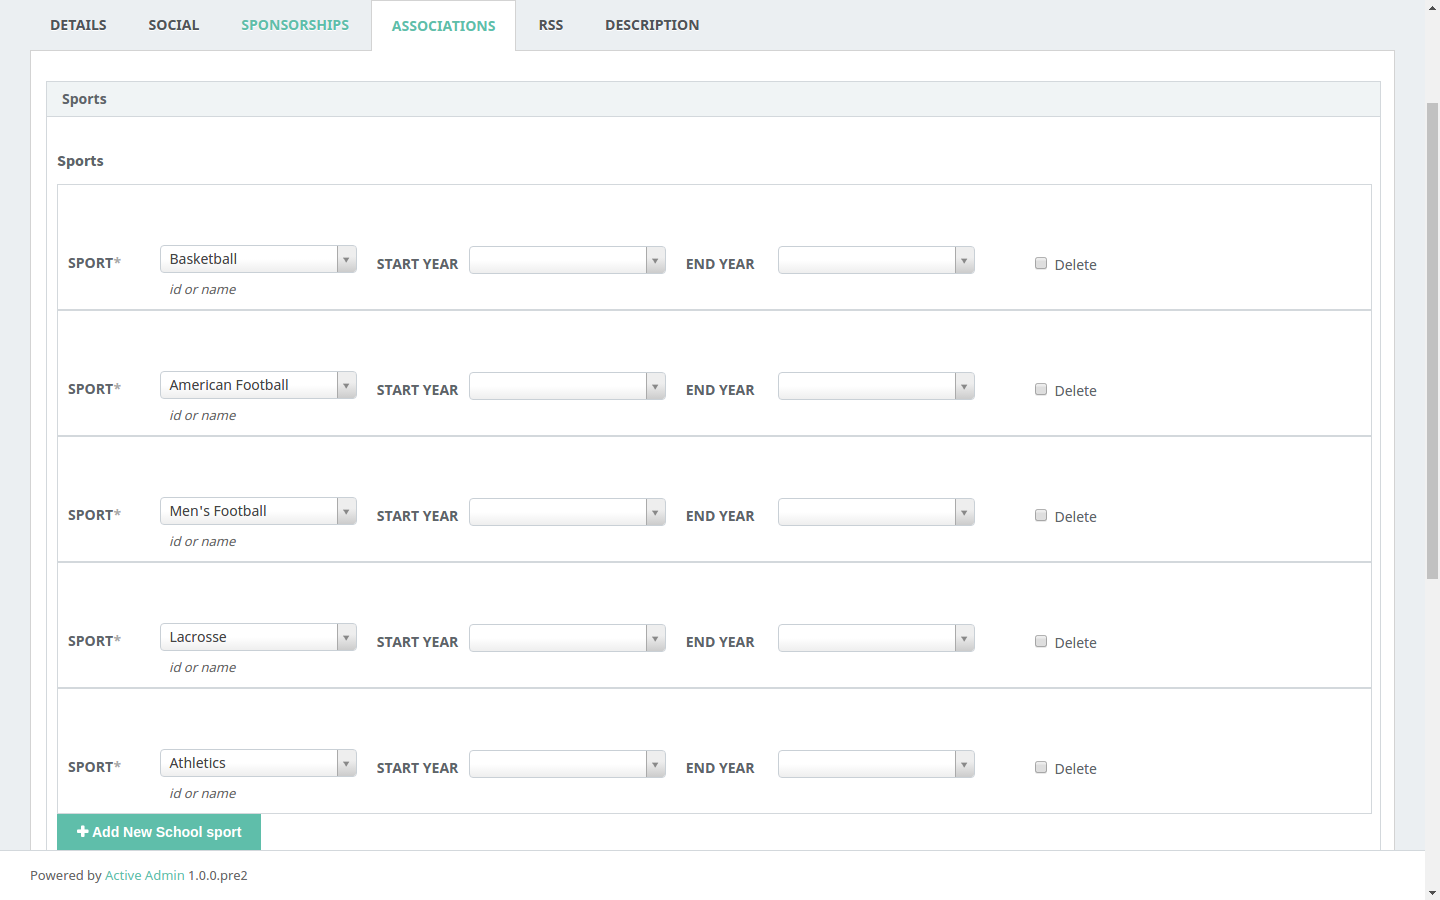 DETAILS SOCIAL SPONSORSHIPS ASSOCIATIONS RSS DESCRIPTION
Sports
Sports
SPORT* Basketball START YEAR END YEAR Delete
id or name
SPORT* American Football START YEAR END YEAR Delete
id or name
SPORT* Men's Football START YEAR END YEAR Delete
id or name
SPORT* Lacrosse START YEAR END YEAR Delete
id or name
SPORT* Athletics START YEAR END YEAR Delete
id or name
Add New School sport
Powered by Active Admin 1.0.0.pre2